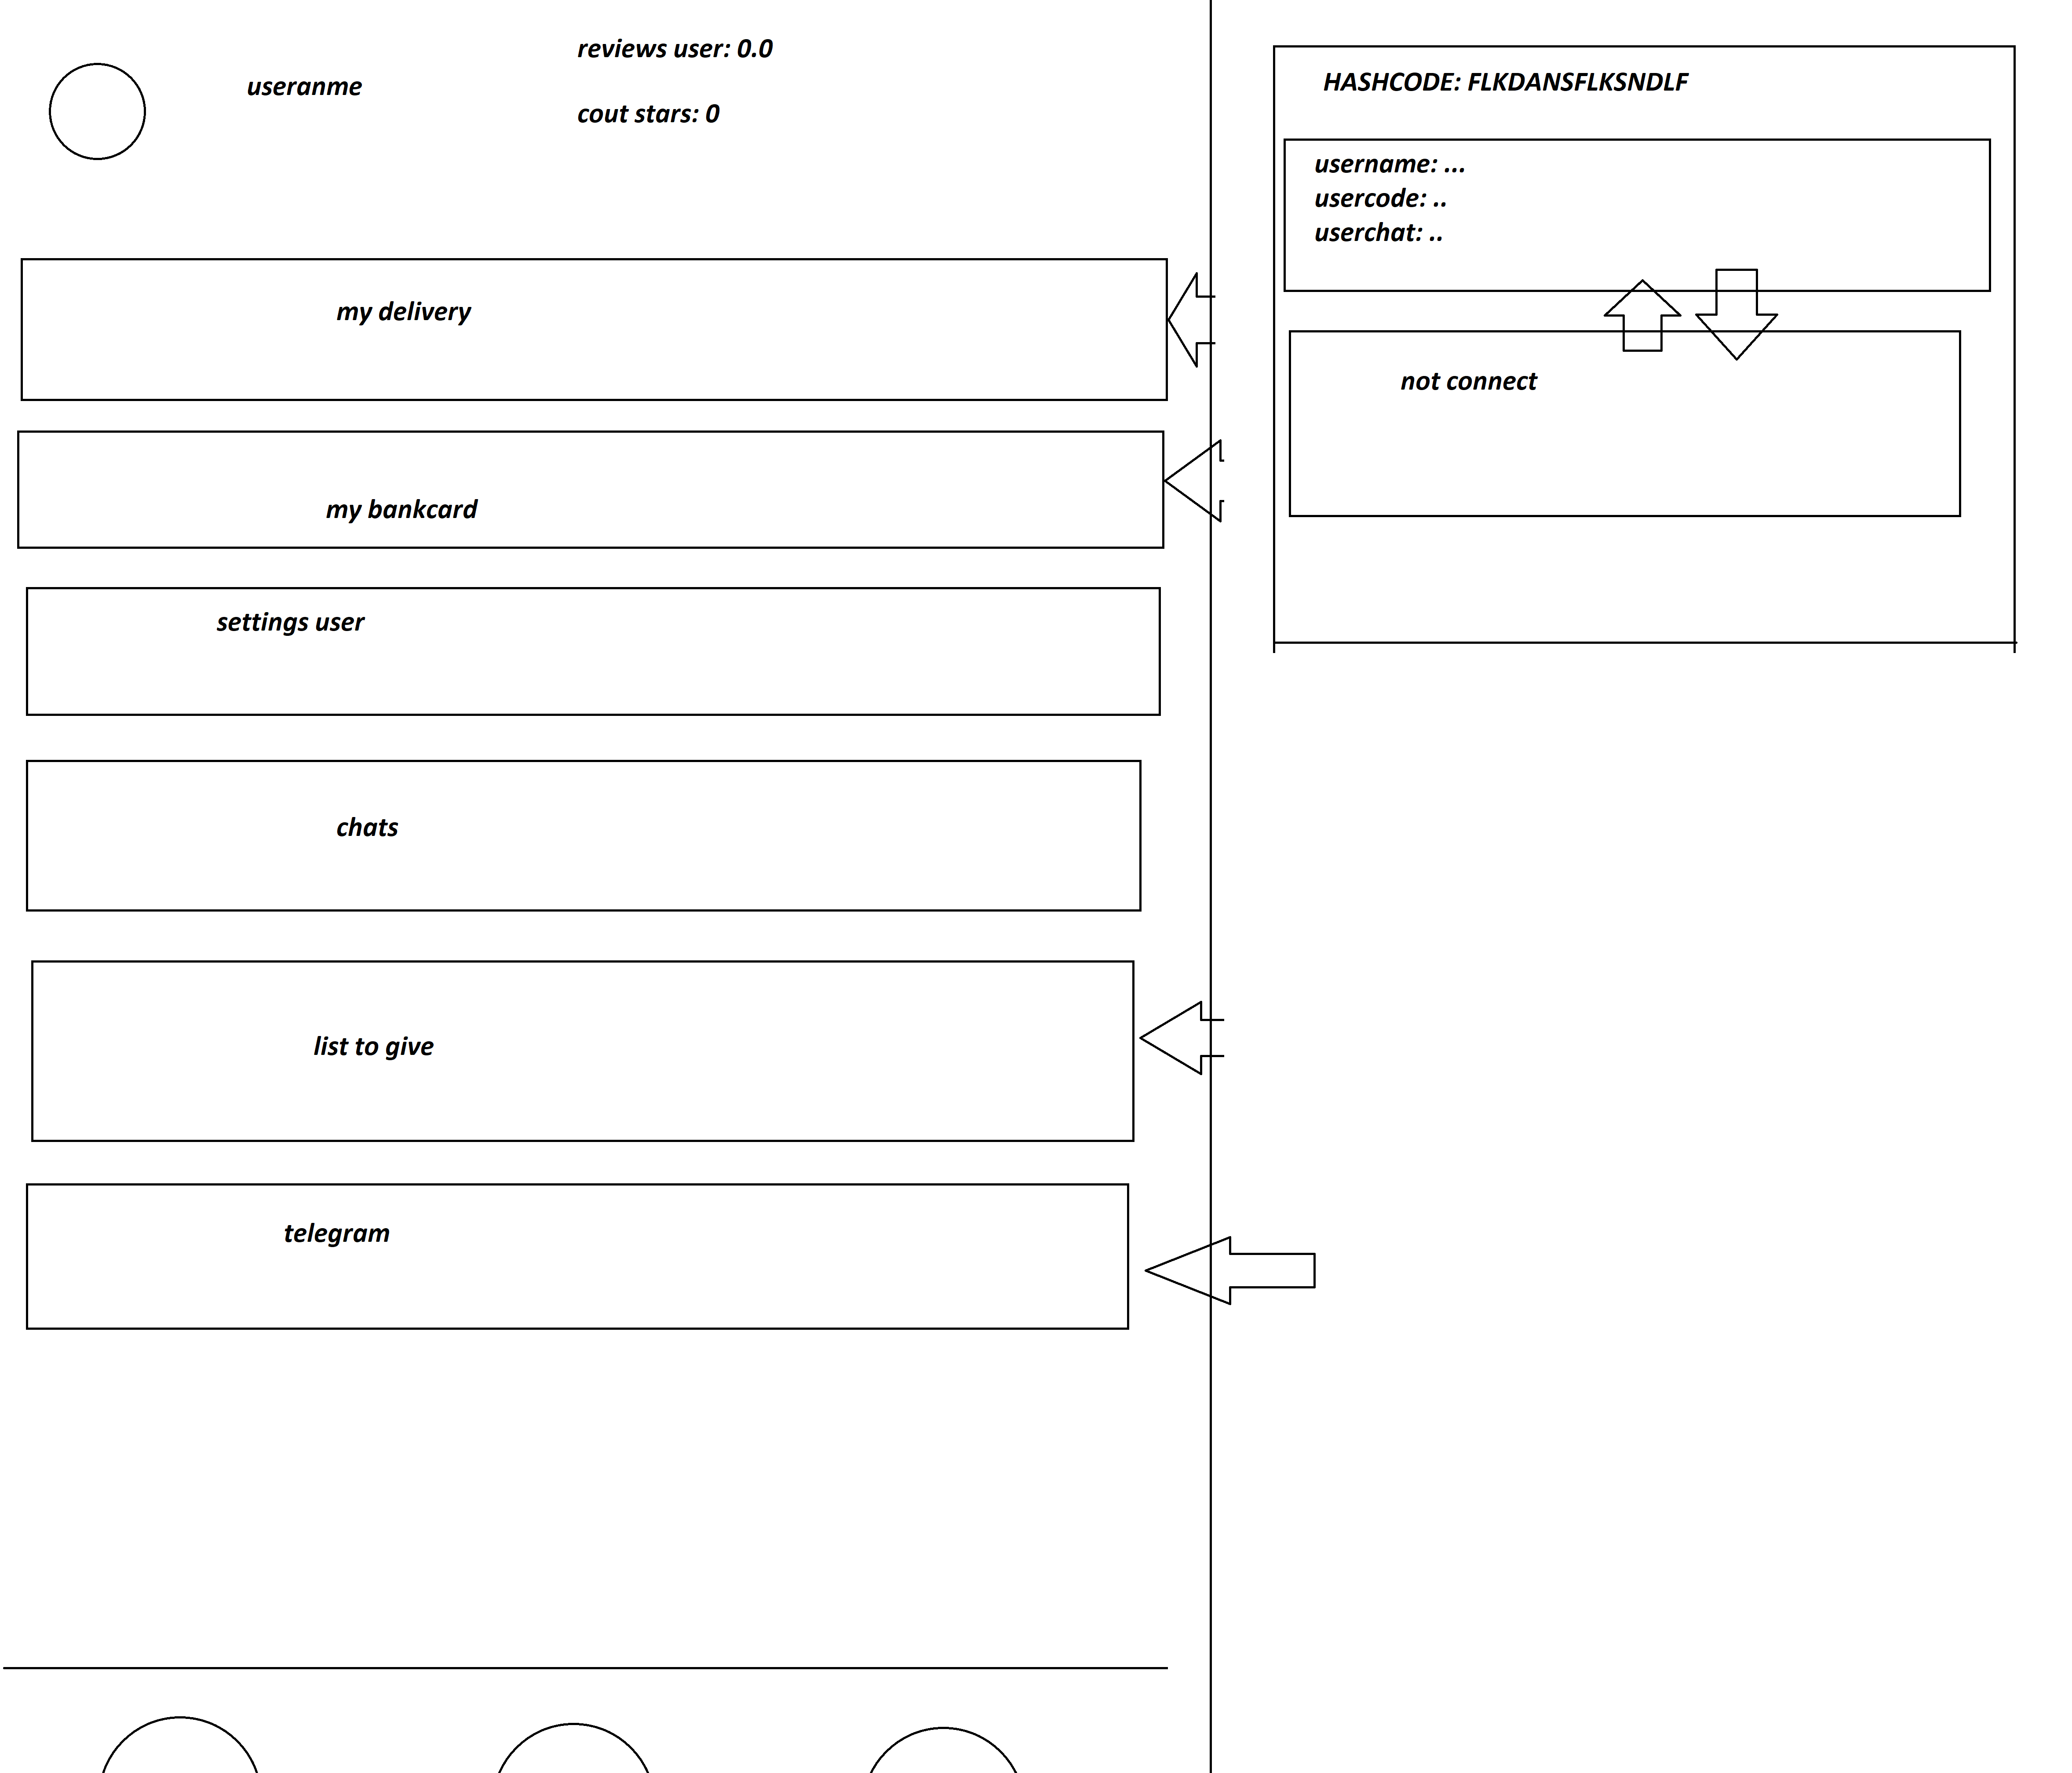 useranme
reviews user: 0.0
cout stars: 0
my delivery
my bankcard
settings user
chats
list to give
telegram
HASHCODE: FLKDANSFLKSNDLF
username: ...
usercode: ..
userchat: ..
not connect